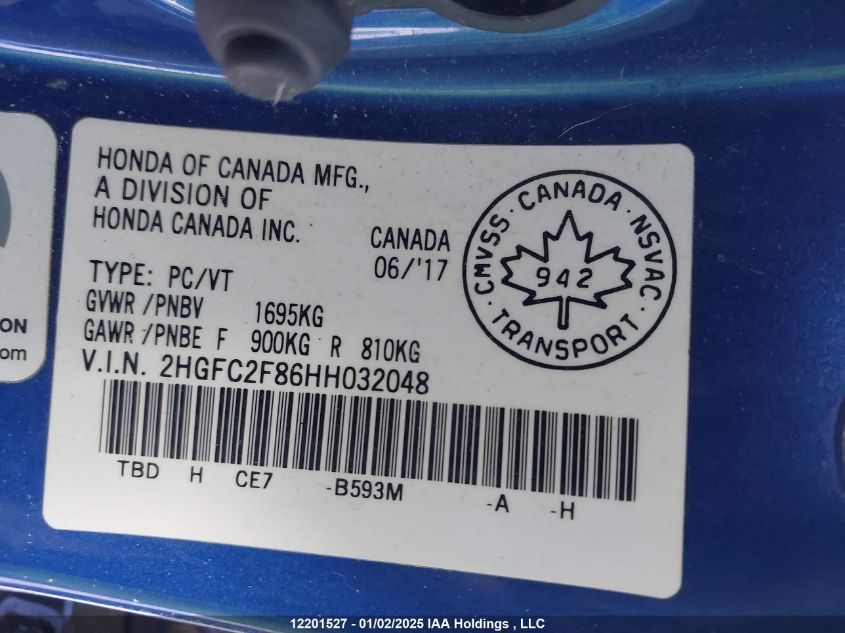 HONDA OF CANADA MFG.,
A DIVISION OF
HONDA CANADA INC.
CANADA
06/'17
TYPE: PC/VT
GVWR /PNBV 1695KG
GAWR /PNBE F 900KG R 810KG
V.I.N. 2HGFC2F86HH032048
TBD H CE7 -B593M -A -H
CMVSS · CANADA · NSVAC · TRANSPORT ·
942
ON
om
12201527 - 01/02/2025 IAA Holdings , LLC